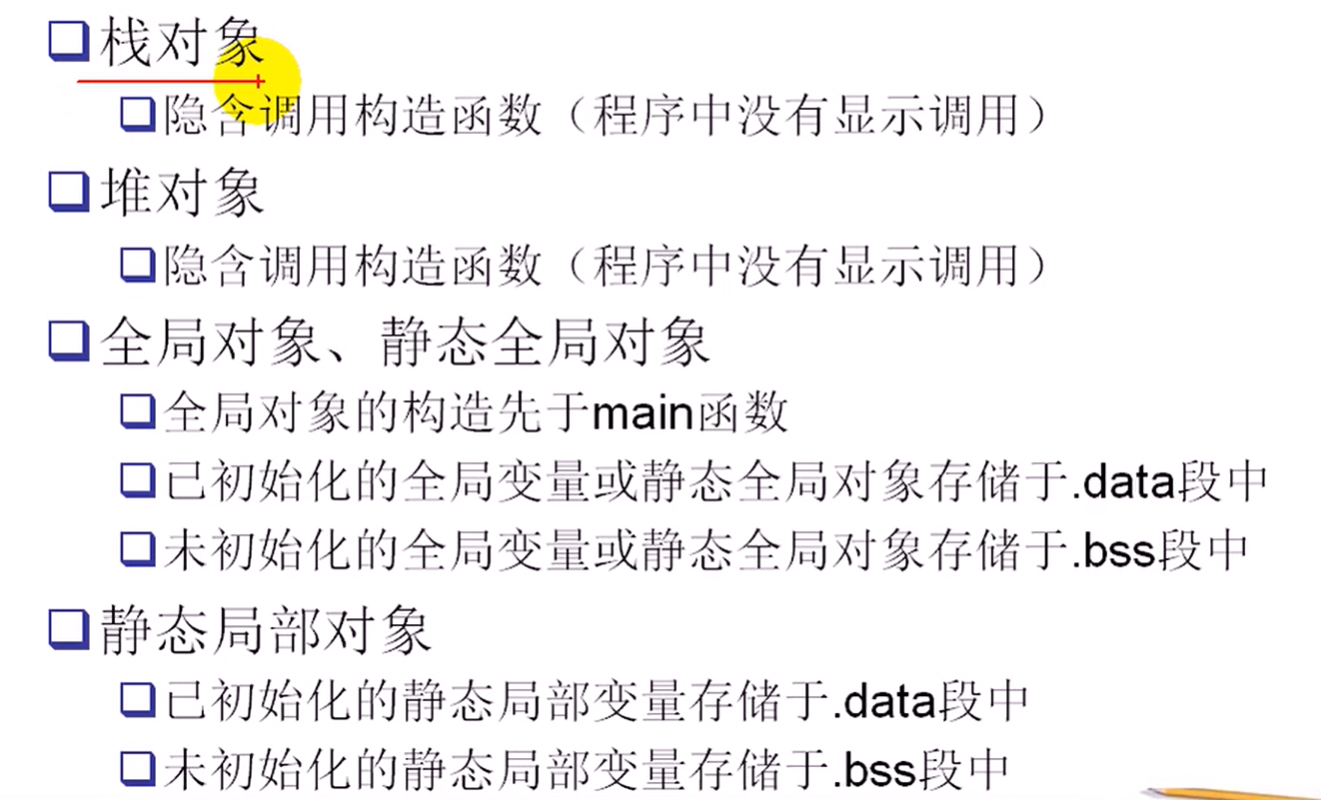 栈对象
隐含调用构造函数（程序中没有显示调用）
堆对象
隐含调用构造函数（程序中没有显示调用）
全局对象、静态全局对象
全局对象的构造先于main函数
已初始化的全局变量或静态全局对象存储于.data段中
未初始化的全局变量或静态全局对象存储于.bss段中
静态局部对象
已初始化的静态局部变量存储于.data段中
未初始化的静态局部变量存储于.bss段中